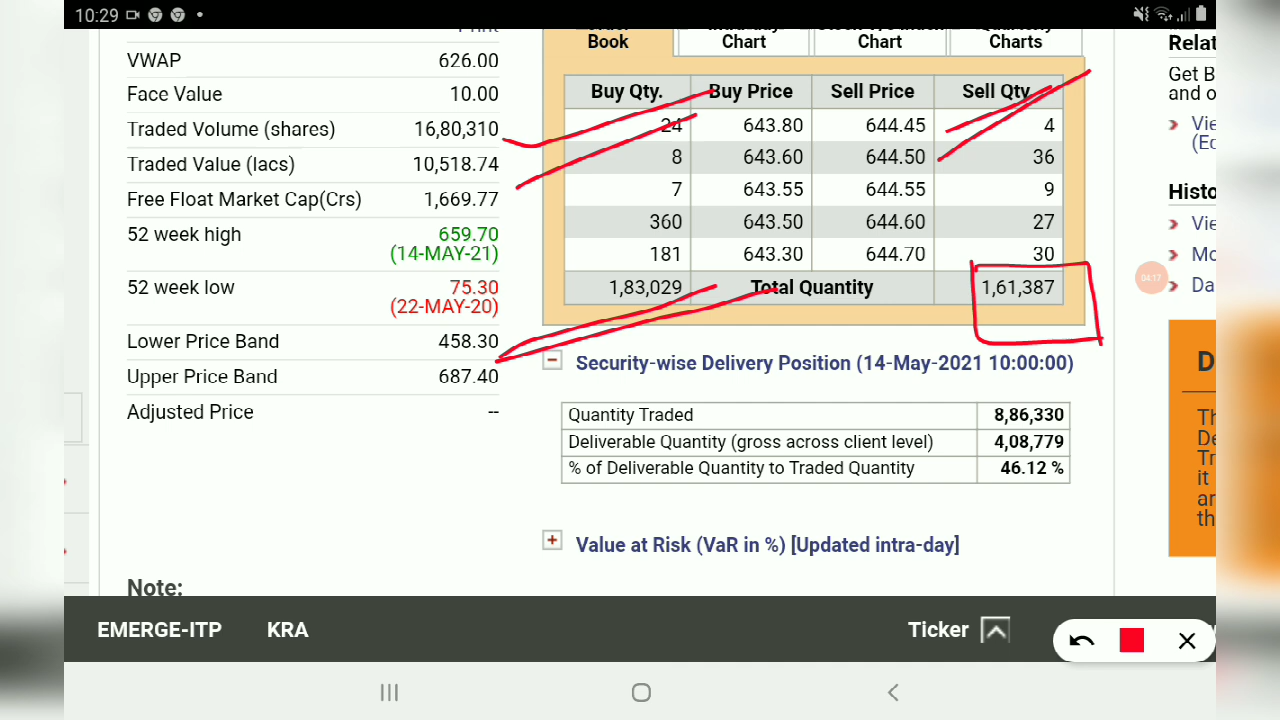 10:29
VWAP 626.00
Face Value 10.00
Traded Volume (shares) 16,80,310
Traded Value (lacs) 10,518.74
Free Float Market Cap(Crs) 1,669.77
52 week high 659.70
(14-MAY-21)
52 week low 75.30
(22-MAY-20)
Lower Price Band 458.30
Upper Price Band 687.40
Adjusted Price --
Note:
Book Chart Chart Charts
Buy Qty. Buy Price Sell Price Sell Qty
24 643.80 644.45 4
8 643.60 644.50 36
7 643.55 644.55 9
360 643.50 644.60 27
181 643.30 644.70 30
1,83,029 Total Quantity 1,61,387
Security-wise Delivery Position (14-May-2021 10:00:00)
Quantity Traded 8,86,330
Deliverable Quantity (gross across client level) 4,08,779
% of Deliverable Quantity to Traded Quantity 46.12 %
Value at Risk (VaR in %) [Updated intra-day]
Get B
and o
04:17
EMERGE-ITP KRA Ticker